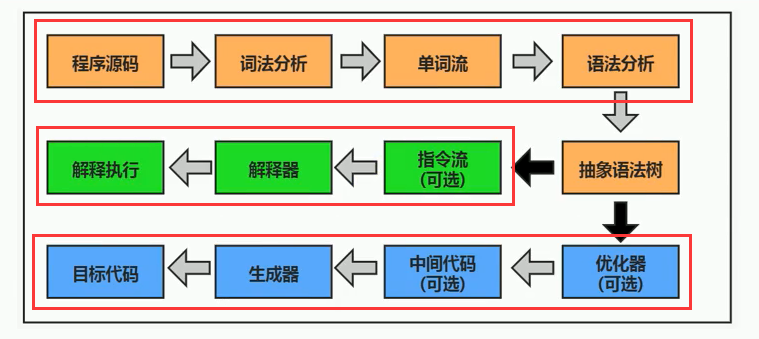 程序源码
词法分析
单词流
语法分析
解释执行
解释器
指令流
(可选)
抽象语法树
目标代码
生成器
中间代码
(可选)
优化器
(可选)